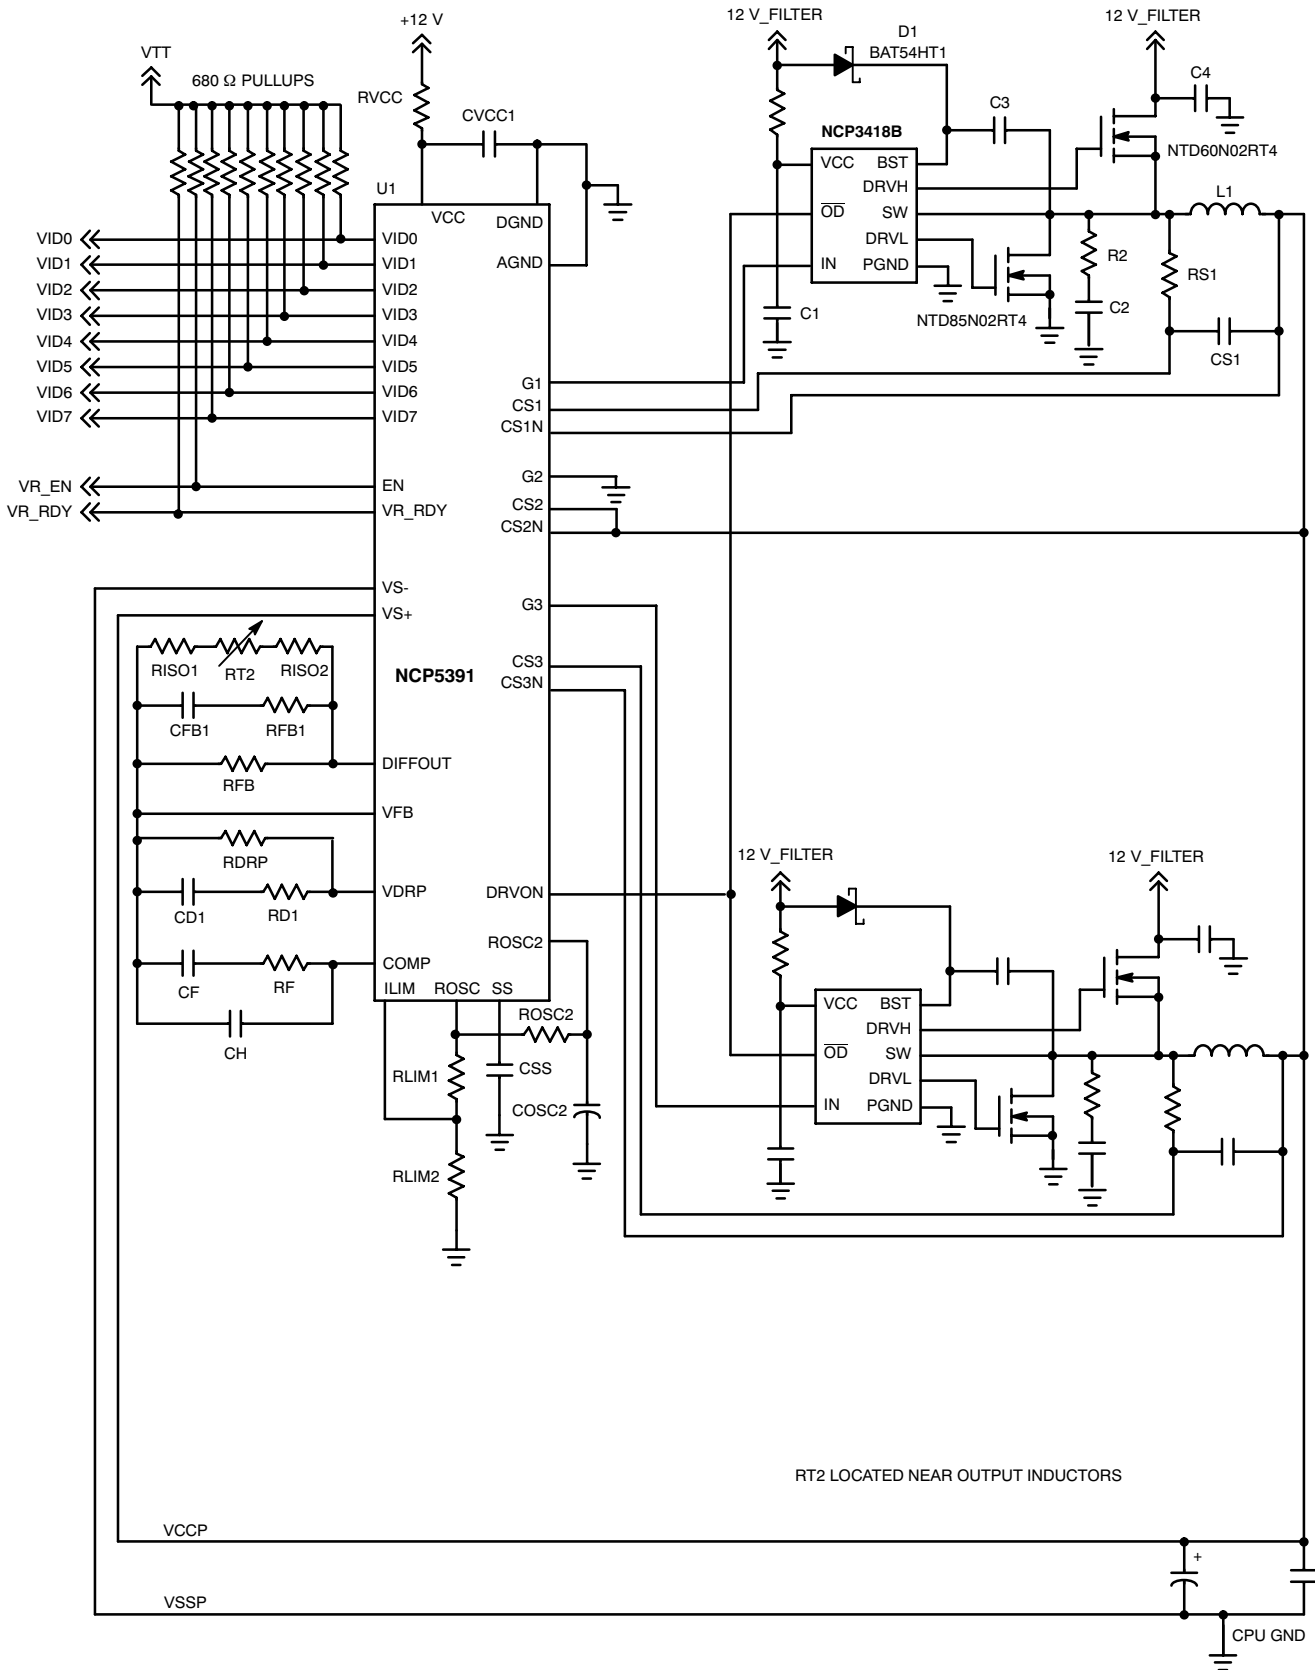 +12 V
12 V_FILTER
D1
BAT54HT1
12 V_FILTER
VTT
680 Ω PULLUPS
RVCC
CVCC1
C3
C4
NCP3418B
NTD60N02RT4
U1
VCC
DGND
AGND
VCC
BST
DRVH
OD
SW
DRVL
IN
PGND
L1
R2
RS1
C1
NTD85N02RT4
C2
CS1
VID0
VID0
VID1
VID1
VID2
VID2
VID3
VID3
VID4
VID4
VID5
VID5
VID6
VID6
VID7
VID7
G1
CS1
CS1N
VR_EN
EN
VR_RDY
VR_RDY
G2
CS2
CS2N
VS-
VS+
G3
CS3
CS3N
NCP5391
RISO1
RT2
RISO2
CFB1
RFB1
DIFFOUT
RFB
VFB
RDRP
VDRP
CD1
RD1
DRVON
ROSC2
COMP
CF
RF
CH
ILIM
ROSC
SS
ROSC2
RLIM1
CSS
COSC2
RLIM2
12 V_FILTER
12 V_FILTER
VCC
BST
DRVH
OD
SW
DRVL
IN
PGND
RT2 LOCATED NEAR OUTPUT INDUCTORS
VCCP
+
VSSP
CPU GND